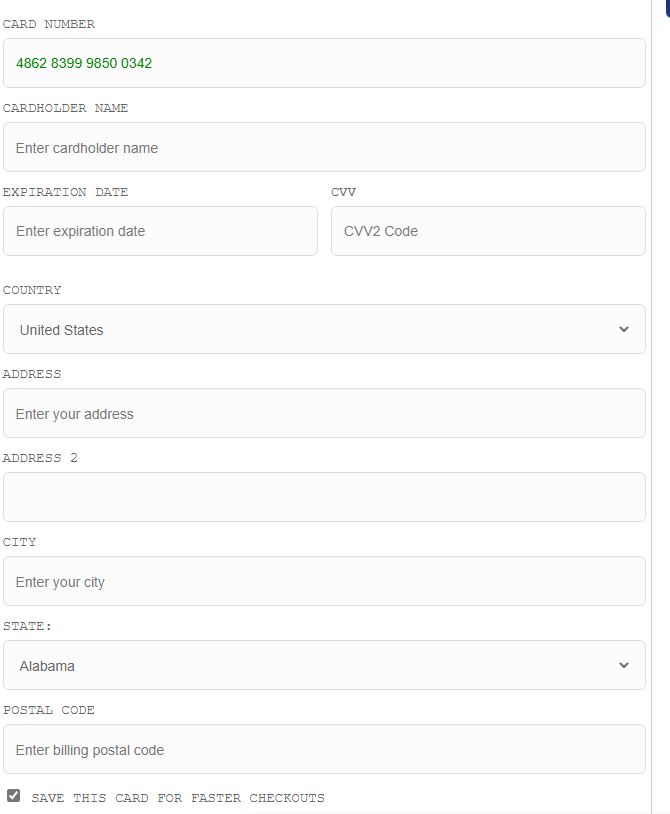 CARD NUMBER
4862 8399 9850 0342
CARDHOLDER NAME
Enter cardholder name
EXPIRATION DATE CVV
Enter expiration date CVV2 Code
COUNTRY
United States
ADDRESS
Enter your address
ADDRESS 2
CITY
Enter your city
STATE:
Alabama
POSTAL CODE
Enter billing postal code
SAVE THIS CARD FOR FASTER CHECKOUTS